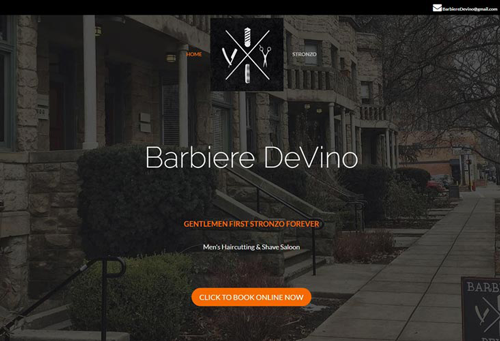 BarbiereDevino@gmail.com
HOME
STRONZO
Barbiere DeVino
GENTLEMEN FIRST STRONZO FOREVER
Men's Haircutting & Shave Saloon
CLICK TO BOOK ONLINE NOW
BARB